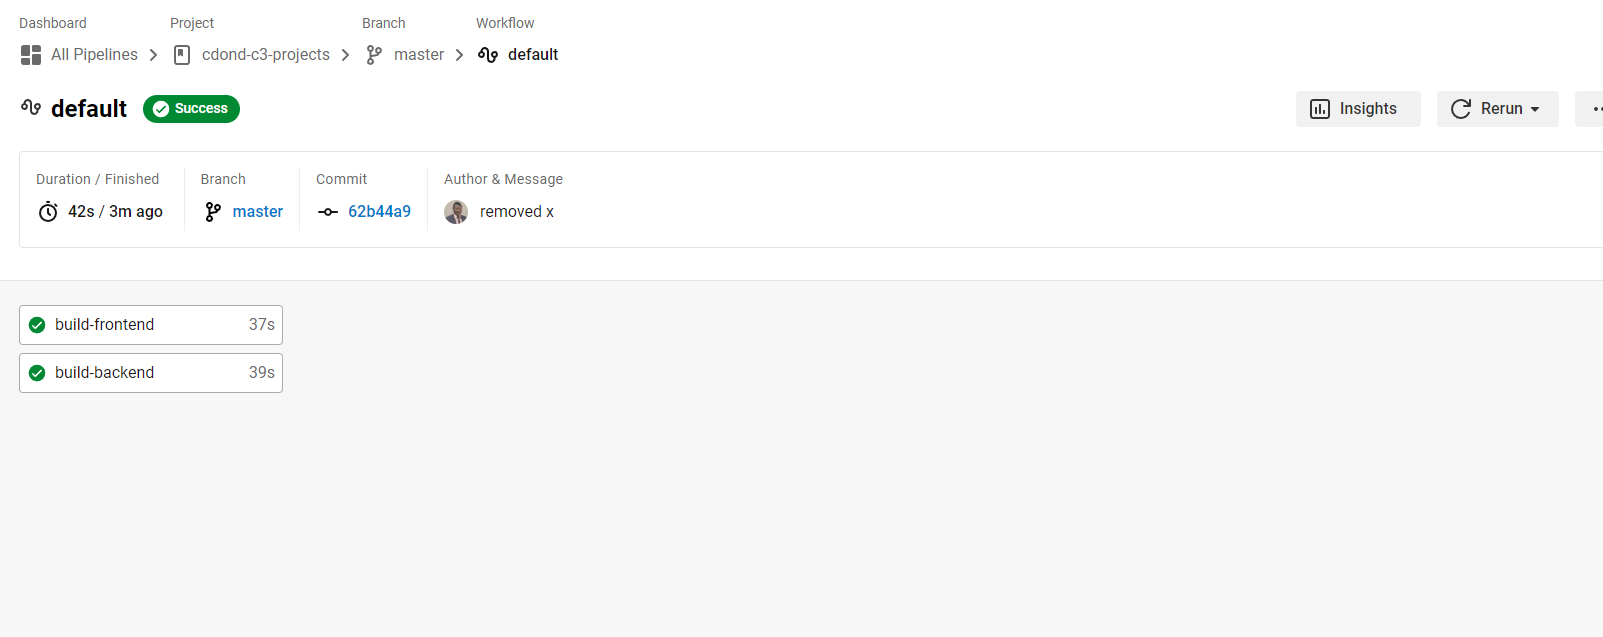 Dashboard Project Branch Workflow
All Pipelines cdond-c3-projects master default
default Success Insights Rerun
Duration / Finished Branch Commit Author & Message
42s / 3m ago master 62b44a9 removed x
build-frontend 37s
build-backend 39s